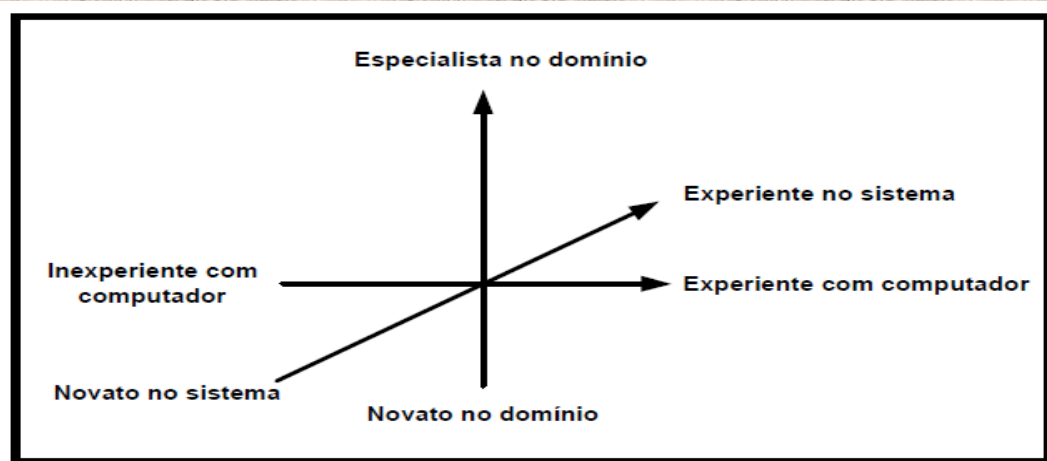 Especialista no domínio
Experiente no sistema
Inexperiente com
computador
Experiente com computador
Novato no sistema
Novato no domínio